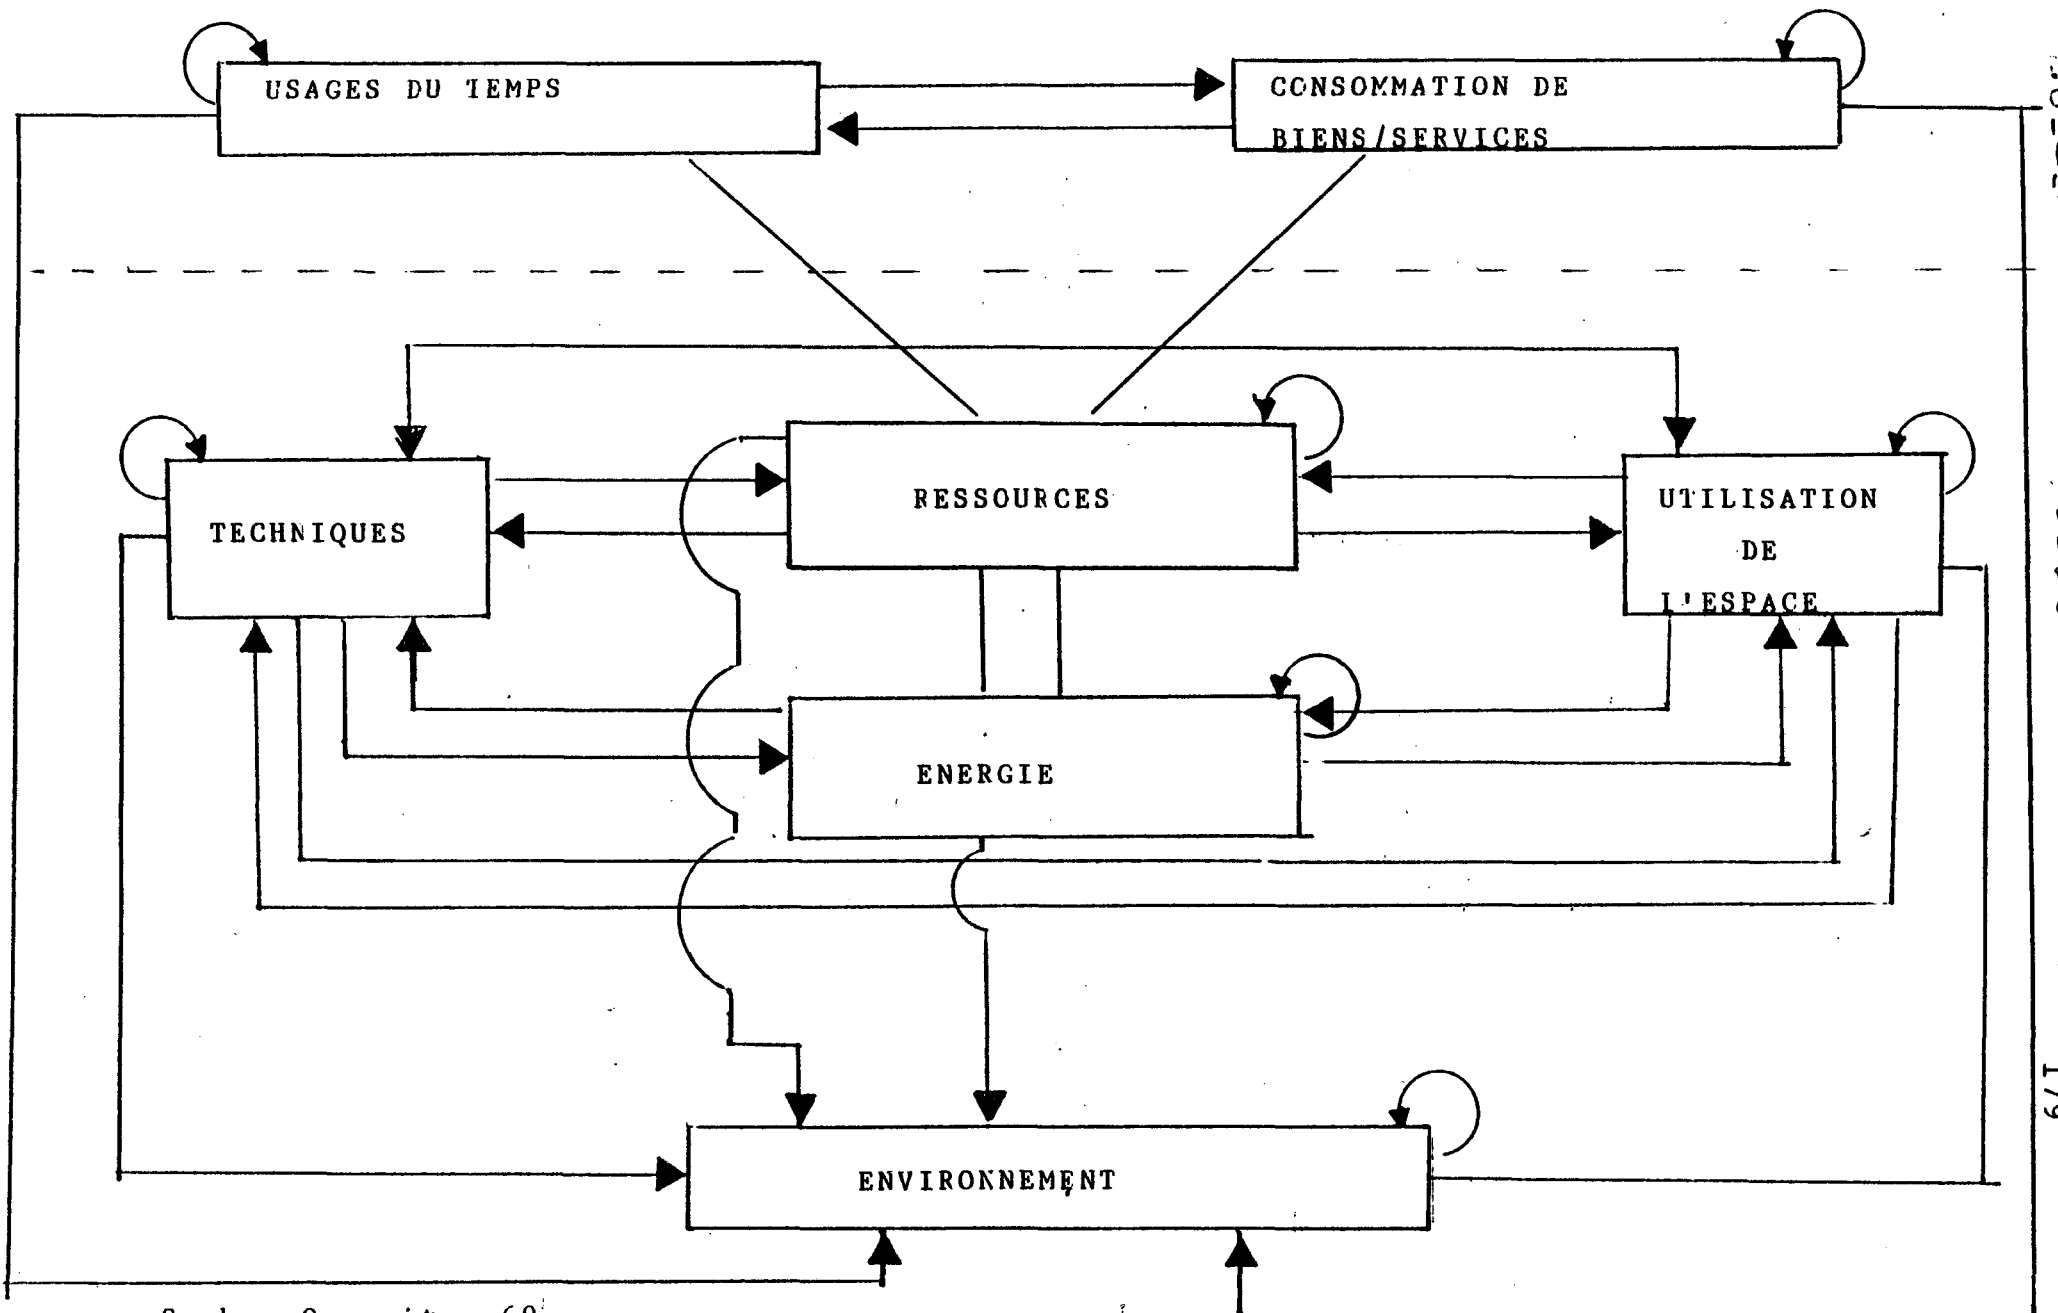 USAGES DU TEMPS
CONSOMMATION DE
BIENS/SERVICES
TECHNIQUES
RESSOURCES
UTILISATION
DE
L'ESPACE
ENERGIE
ENVIRONNEMENT